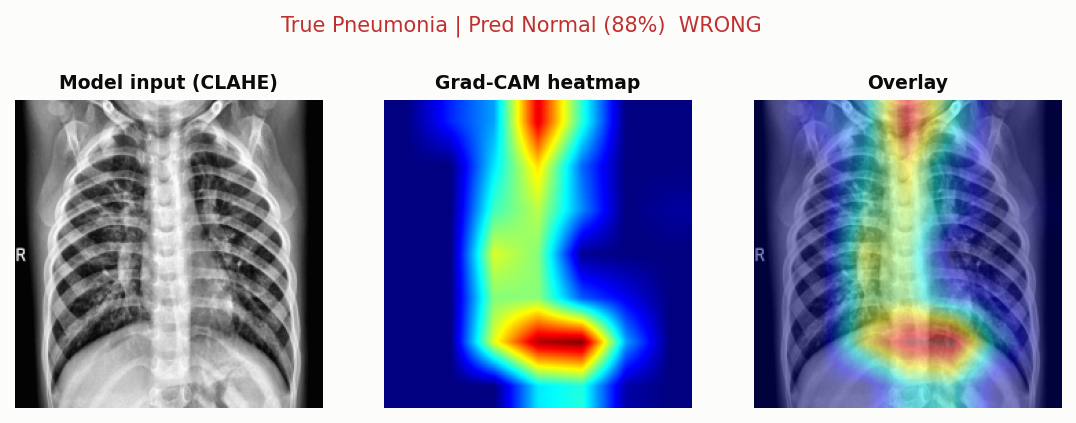 True Pneumonia | Pred Normal (88%)  WRONG
Model input (CLAHE)
Grad-CAM heatmap
Overlay
R
R